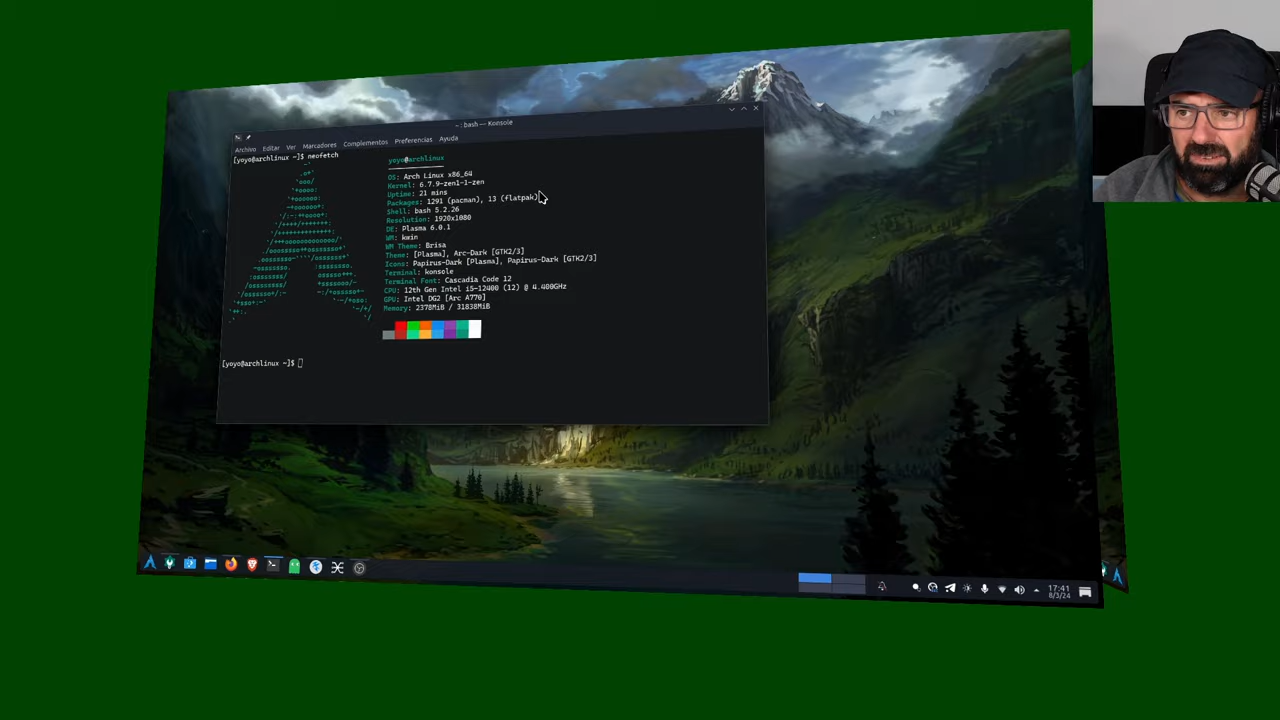 ~ : bash — Konsole
Archivo Editar Ver Marcadores Complementos Preferencias Ayuda
[yoyo@archlinux ~]$ neofetch
yoyo@archlinux
OS: Arch Linux x86_64
Kernel: 6.7.9-zen1-1-zen
Uptime: 21 mins
Packages: 1291 (pacman), 13 (flatpak)
Shell: bash 5.2.26
Resolution: 1920x1080
DE: Plasma 6.0.1
WM: kwin
WM Theme: Brisa
Theme: [Plasma], Arc-Dark [GTK2/3]
Icons: Papirus-Dark [Plasma], Papirus-Dark [GTK2/3]
Terminal: konsole
Terminal Font: Cascadia Code 12
CPU: 12th Gen Intel i5-12400 (12) @ 4.400GHz
GPU: Intel DG2 [Arc A770]
Memory: 2378MiB / 31838MiB
[yoyo@archlinux ~]$
17:41
8/3/24